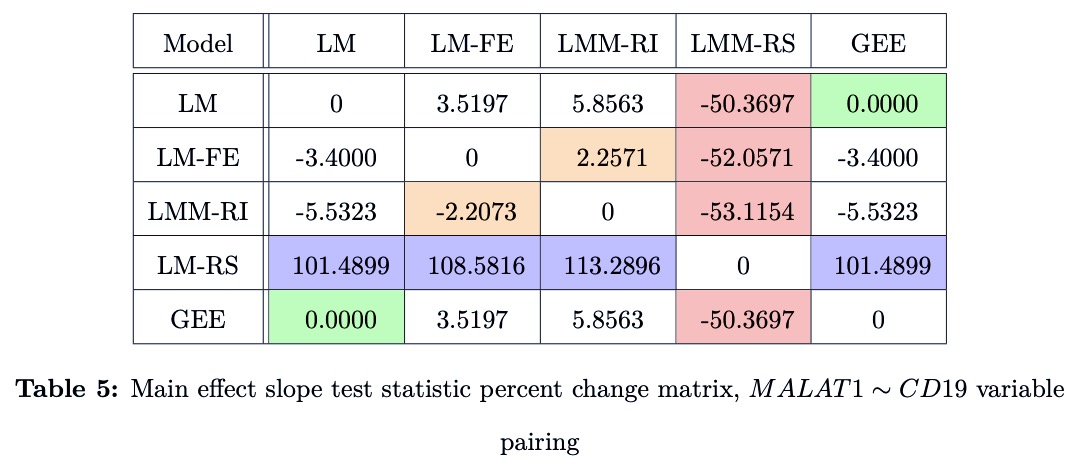 Model LM LM-FE LMM-RI LMM-RS GEE
LM 0 3.5197 5.8563 -50.3697 0.0000
LM-FE -3.4000 0 2.2571 -52.0571 -3.4000
LMM-RI -5.5323 -2.2073 0 -53.1154 -5.5323
LM-RS 101.4899 108.5816 113.2896 0 101.4899
GEE 0.0000 3.5197 5.8563 -50.3697 0
Table 5: Main effect slope test statistic percent change matrix, MALAT1 ∼ CD19 variable
pairing